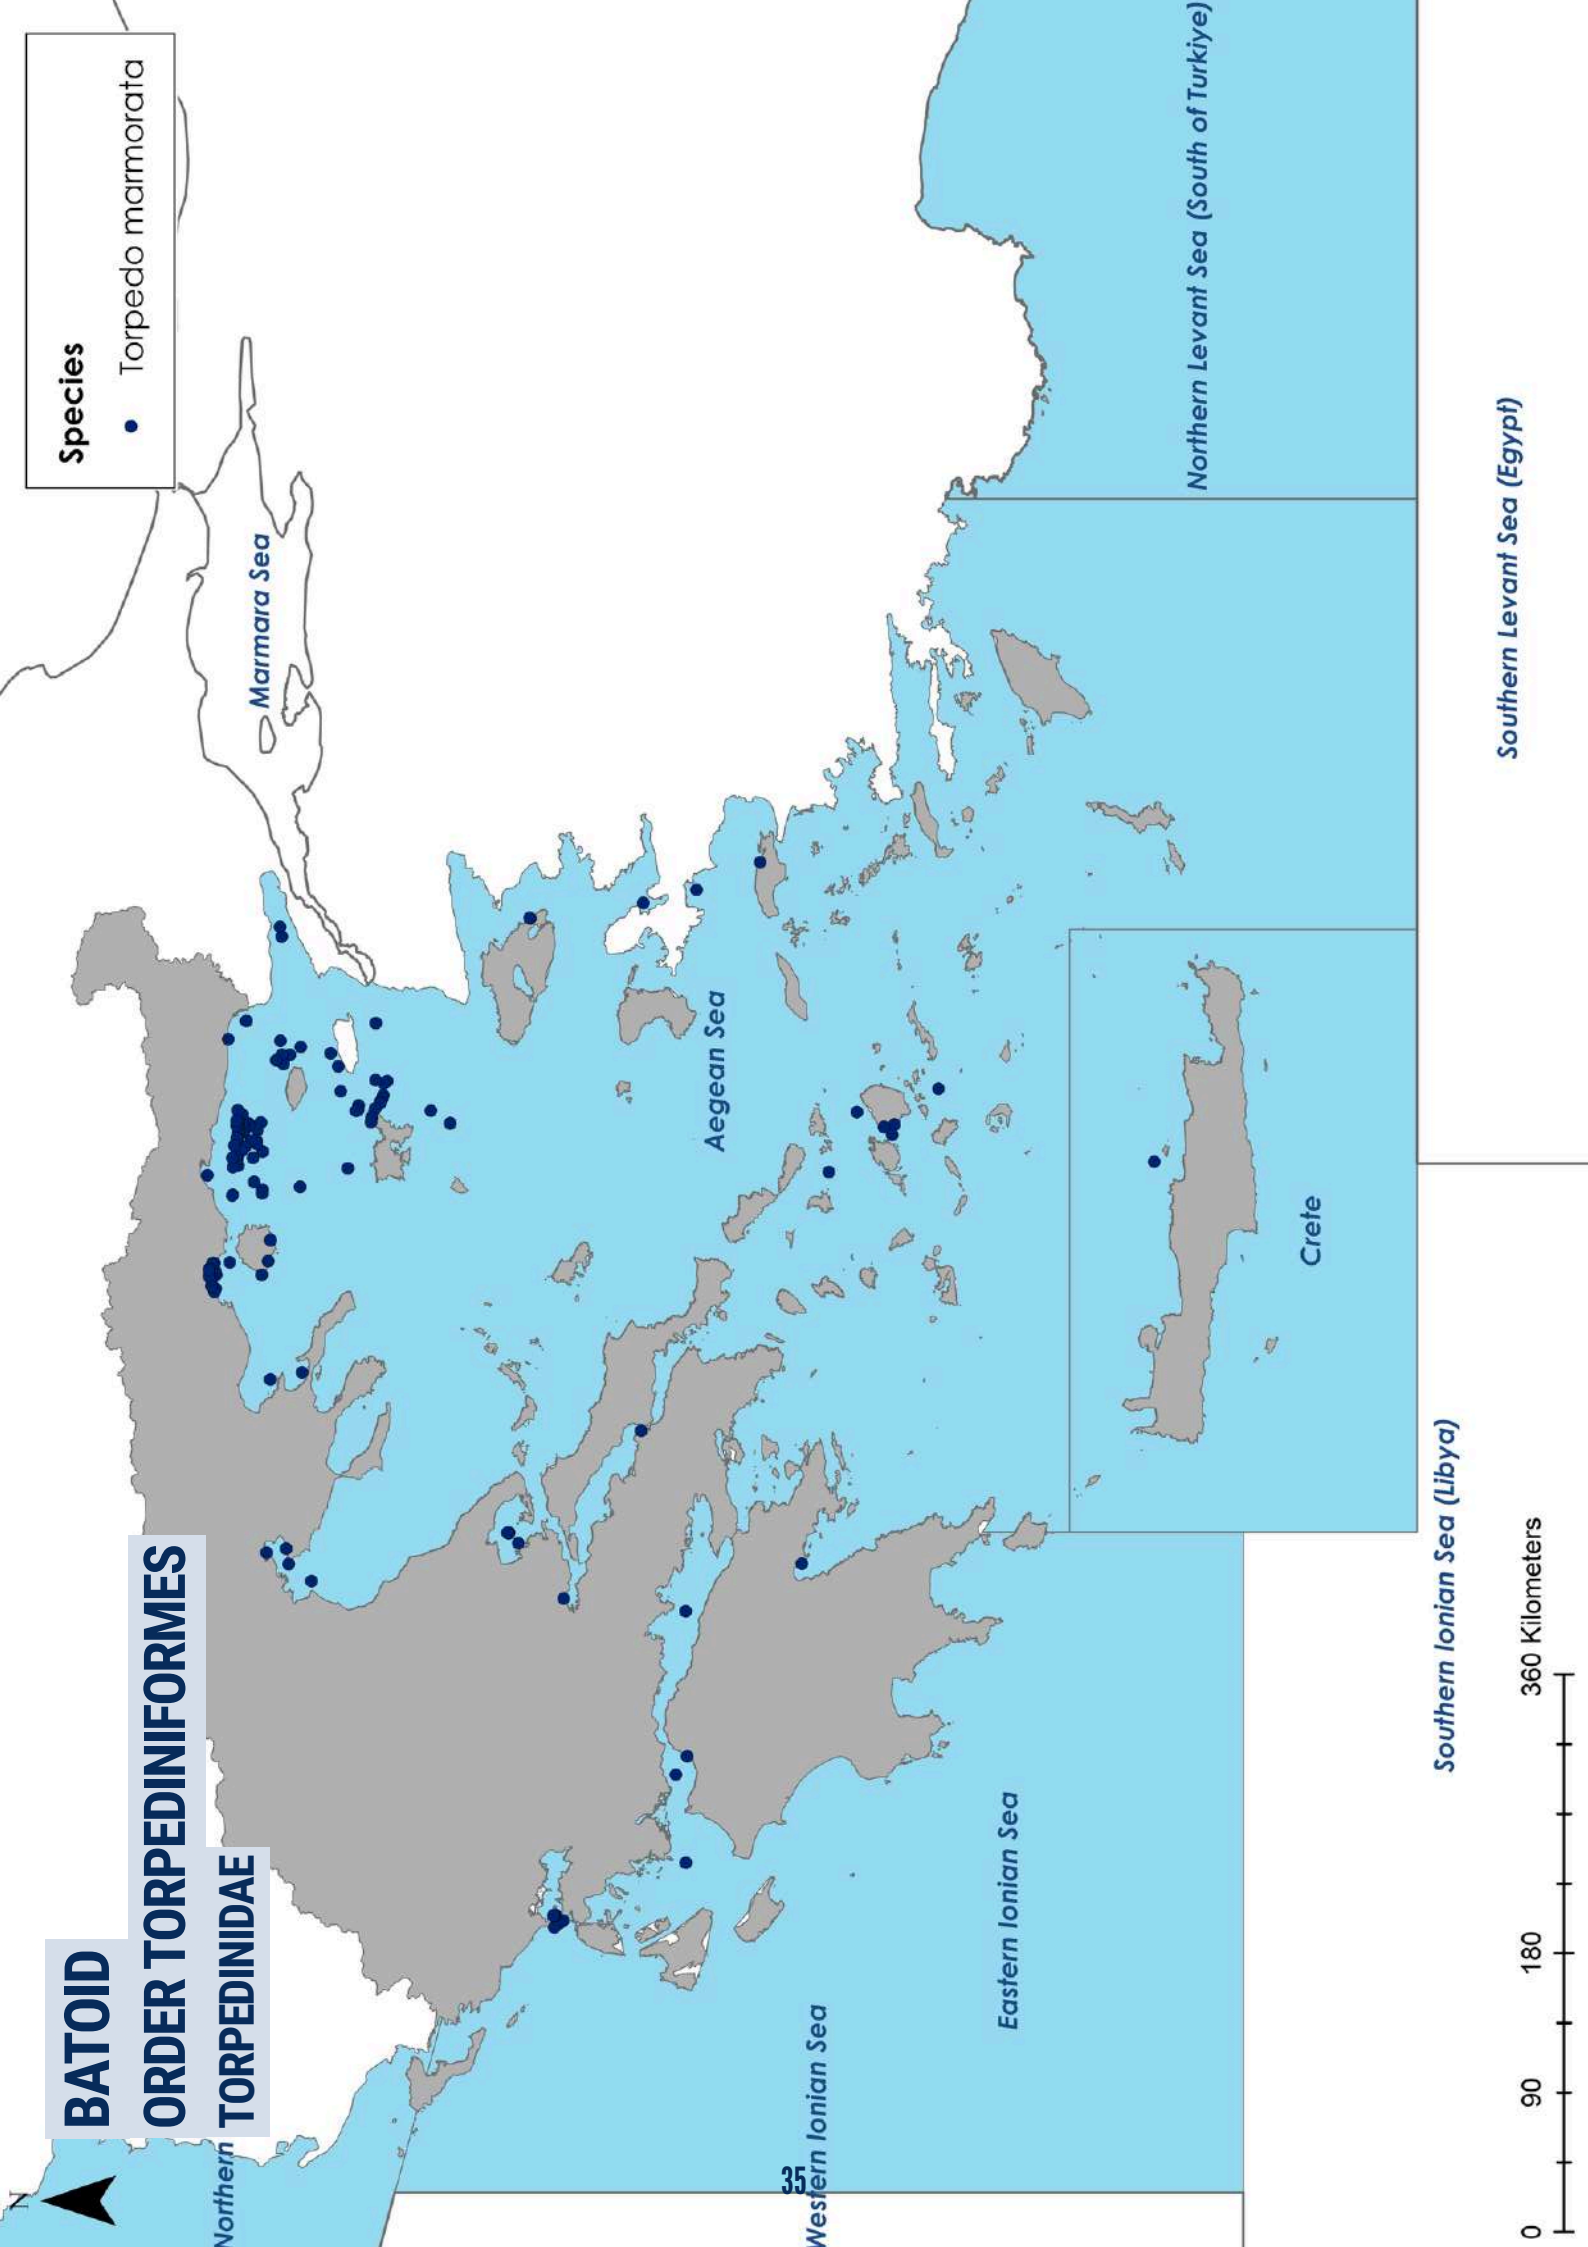 BATOID
ORDER TORPEDINIFORMES
TORPEDINIDAE
N
Species
Torpedo marmorata
Marmara Sea
Northern
Aegean Sea
Western Ionian Sea
Eastern Ionian Sea
Crete
Northern Levant Sea (South of Turkiye)
Southern Ionian Sea (Libya)
Southern Levant Sea (Egypt)
0 90 180 360 Kilometers
35